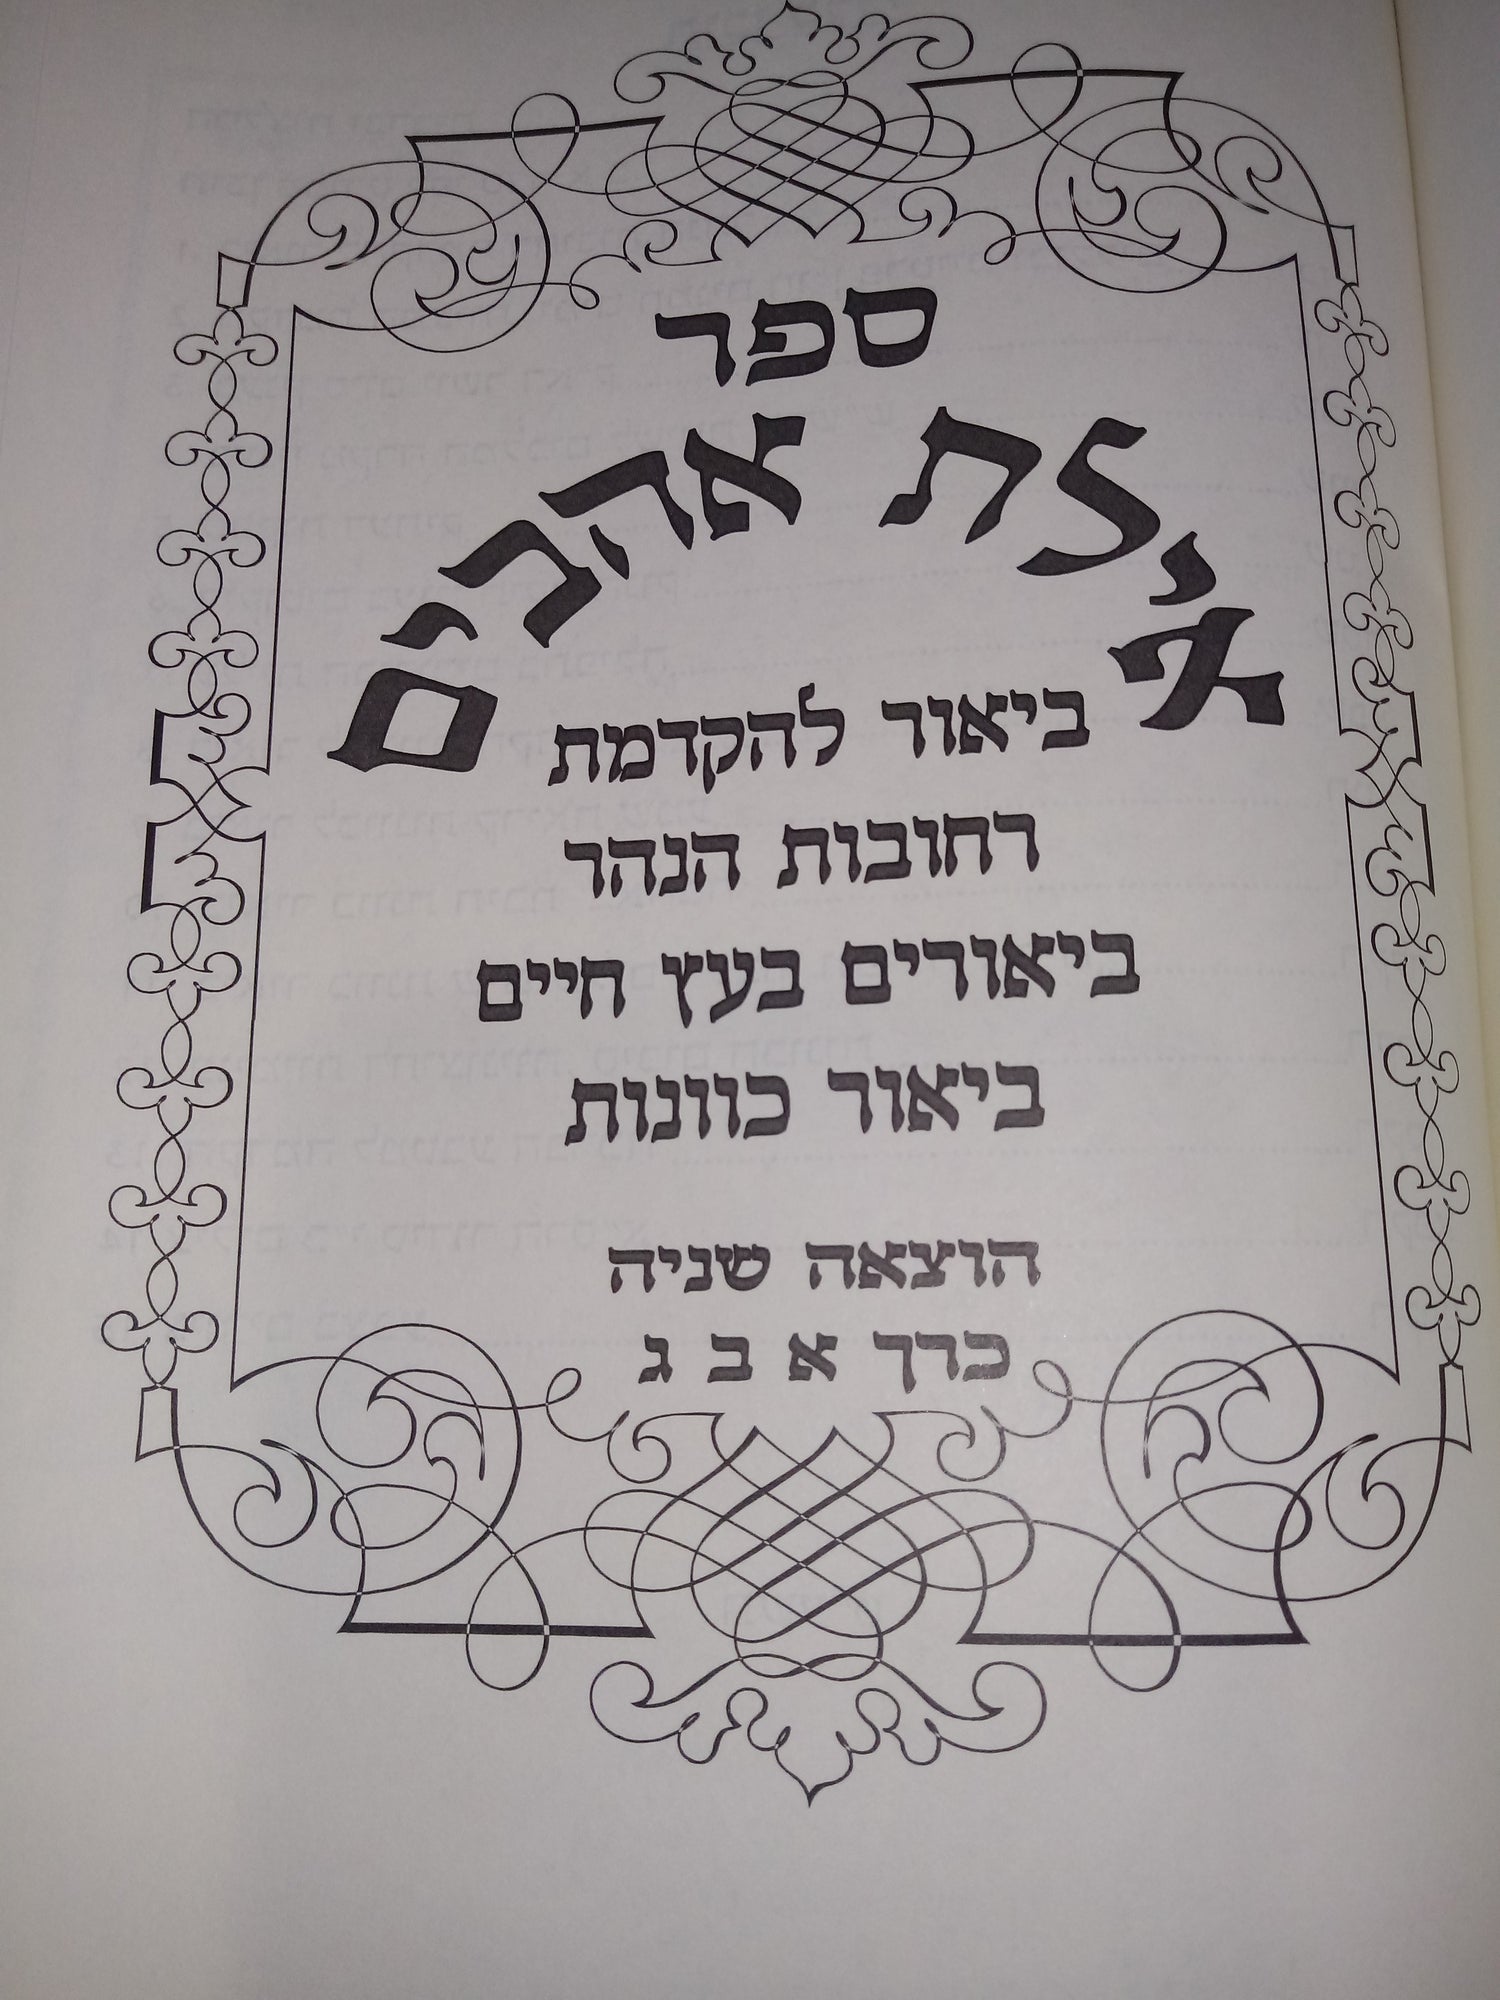 ספר
אילת אהבים
ביאור להקדמת
רחובות הנהר
ביאורים בעץ חיים
ביאור כוונות
הוצאה שניה
כרך א ב ג